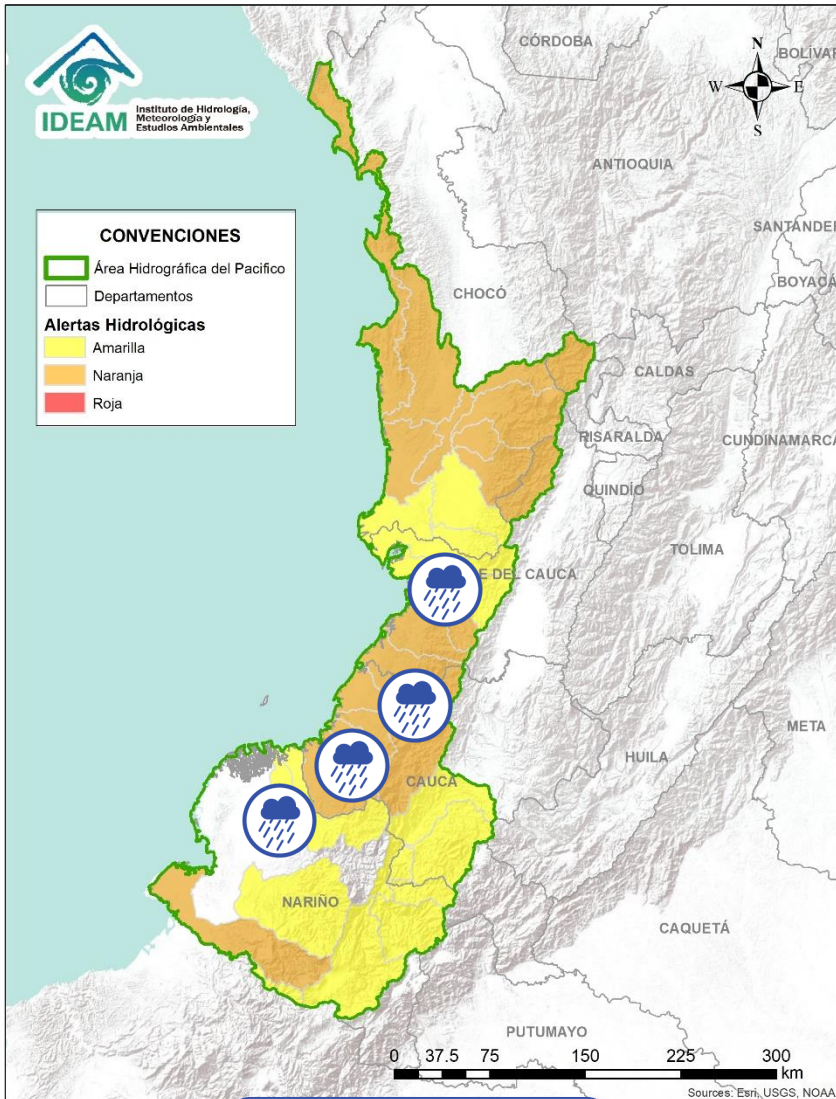 CÓRDOBA
BOLÍVAR
N
W E
S
IDEAM
Instituto de Hidrología,
Meteorología y
Estudios Ambientales
ANTIOQUIA
SANTANDER
CONVENCIONES
Área Hidrográfica del Pacifico
Departamentos
Alertas Hidrológicas
Amarilla
Naranja
Roja
BOYACÁ
CHOCÓ
CALDAS
RISARALDA
CUNDINAMARCA
QUINDÍO
TOLIMA
E DEL CAUCA
META
HUILA
CAUCA
NARIÑO
CAQUETÁ
PUTUMAYO
0 37.5 75 150 225 300
km
Sources: Esri, USGS, NOAA